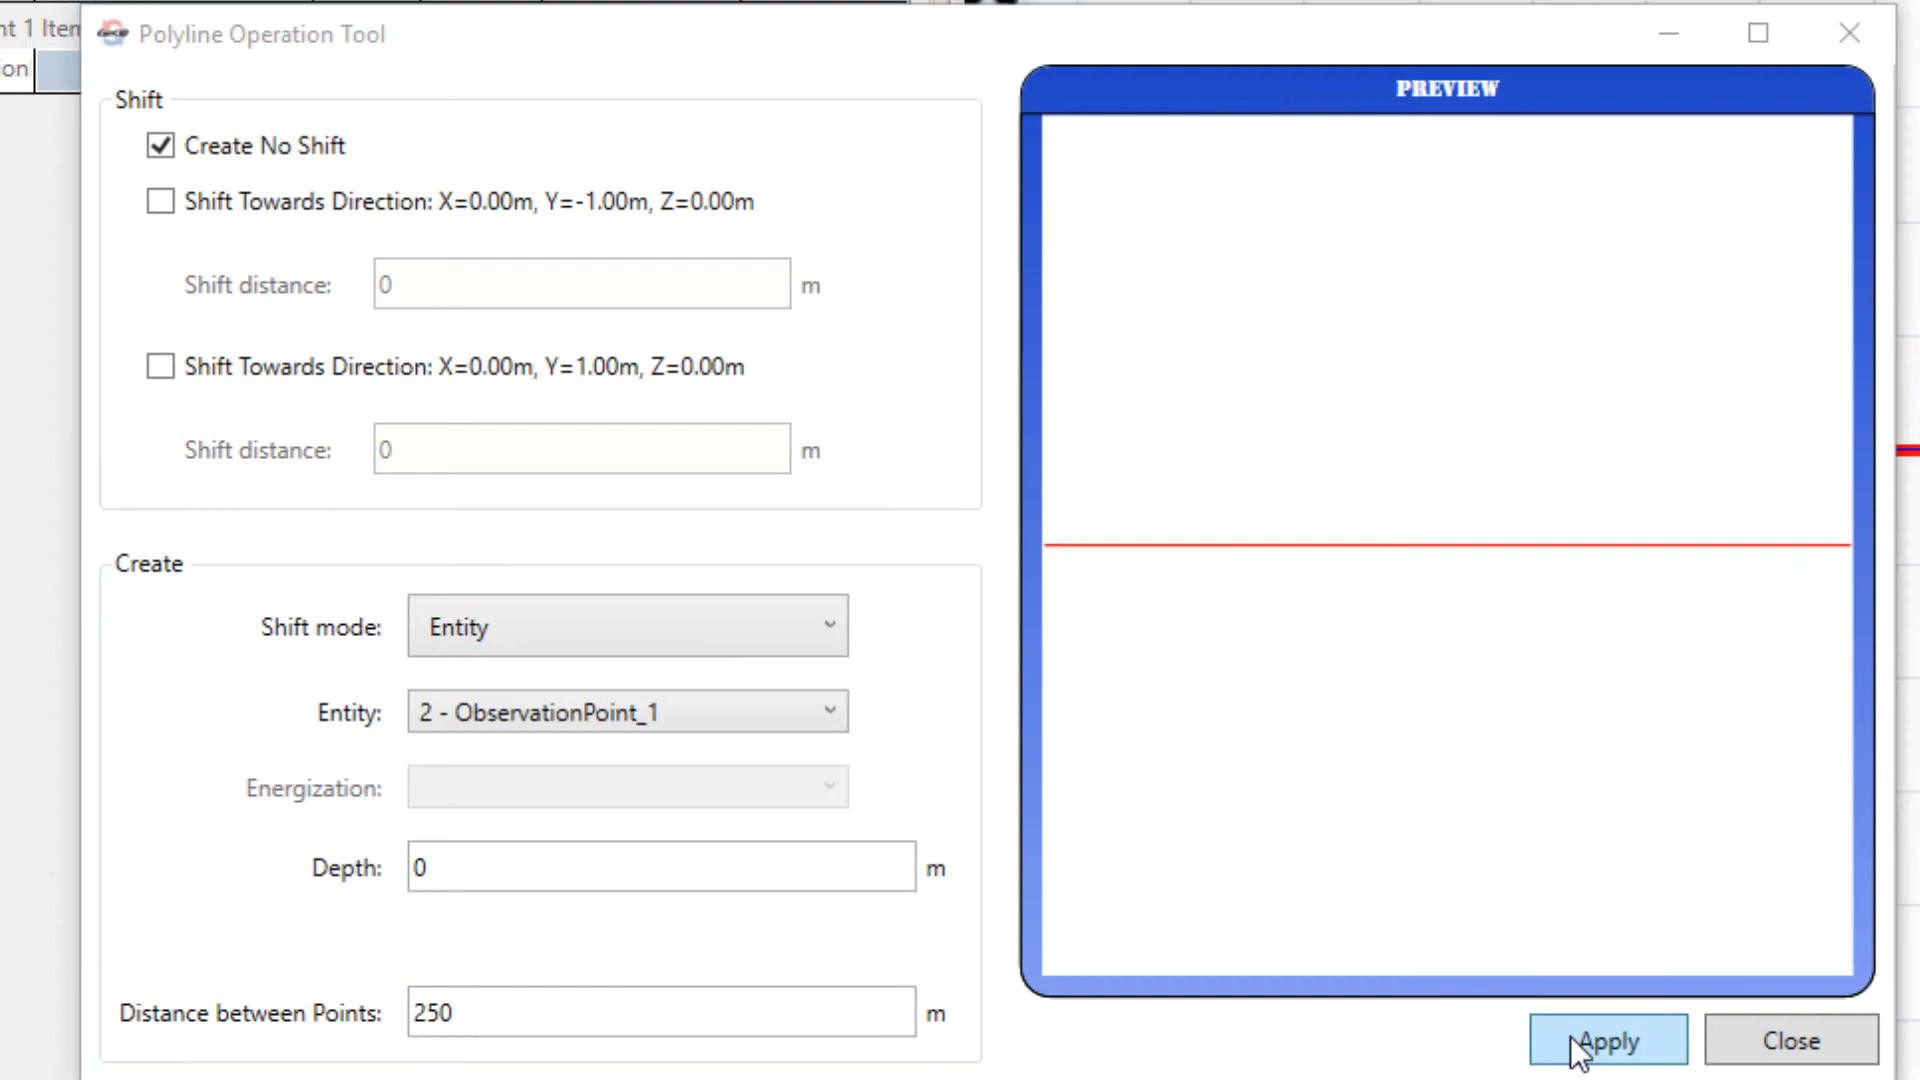 nt 1 Item
ion
Polyline Operation Tool
Shift
Create No Shift
Shift Towards Direction: X=0.00m, Y=-1.00m, Z=0.00m
Shift distance: 0 m
Shift Towards Direction: X=0.00m, Y=1.00m, Z=0.00m
Shift distance: 0 m
Create
Shift mode: Entity
Entity: 2 - ObservationPoint_1
Energization:
Depth: 0 m
Distance between Points: 250 m
PREVIEW
Apply Close